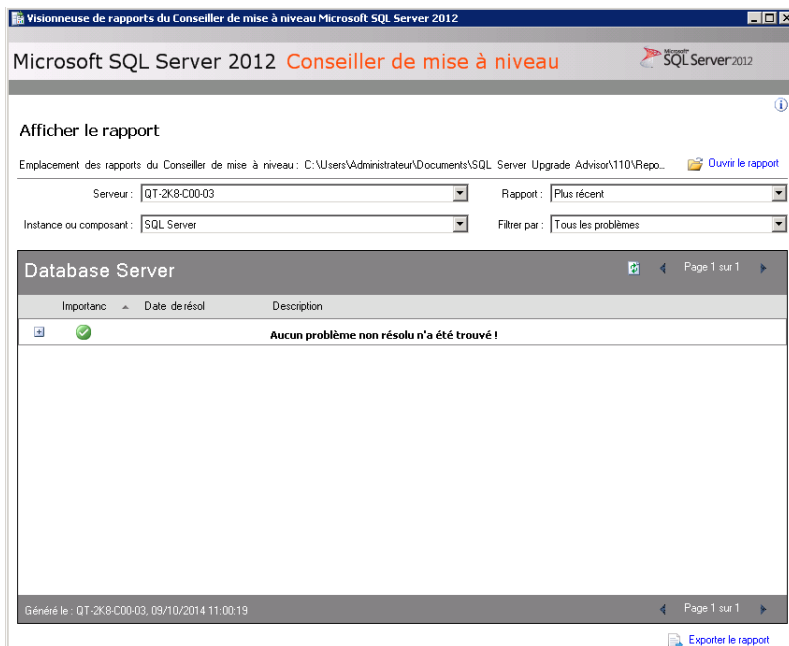 Visionneuse de rapports du Conseiller de mise à niveau Microsoft SQL Server 2012
Microsoft SQL Server 2012 Conseiller de mise à niveau
Microsoft SQL Server 2012
Afficher le rapport
Emplacement des rapports du Conseiller de mise à niveau : C:\Users\Administrateur\Documents\SQL Server Upgrade Advisor\110\Repo... Ouvrir le rapport
Serveur : QT-2K8-C00-03 Rapport : Plus récent
Instance ou composant : SQL Server Filtrer par : Tous les problèmes
Database Server Page 1 sur 1
Importanc Date de résol Description
Aucun problème non résolu n'a été trouvé !
Généré le : QT-2K8-C00-03, 09/10/2014 11:00:19 Page 1 sur 1
Exporter le rapport